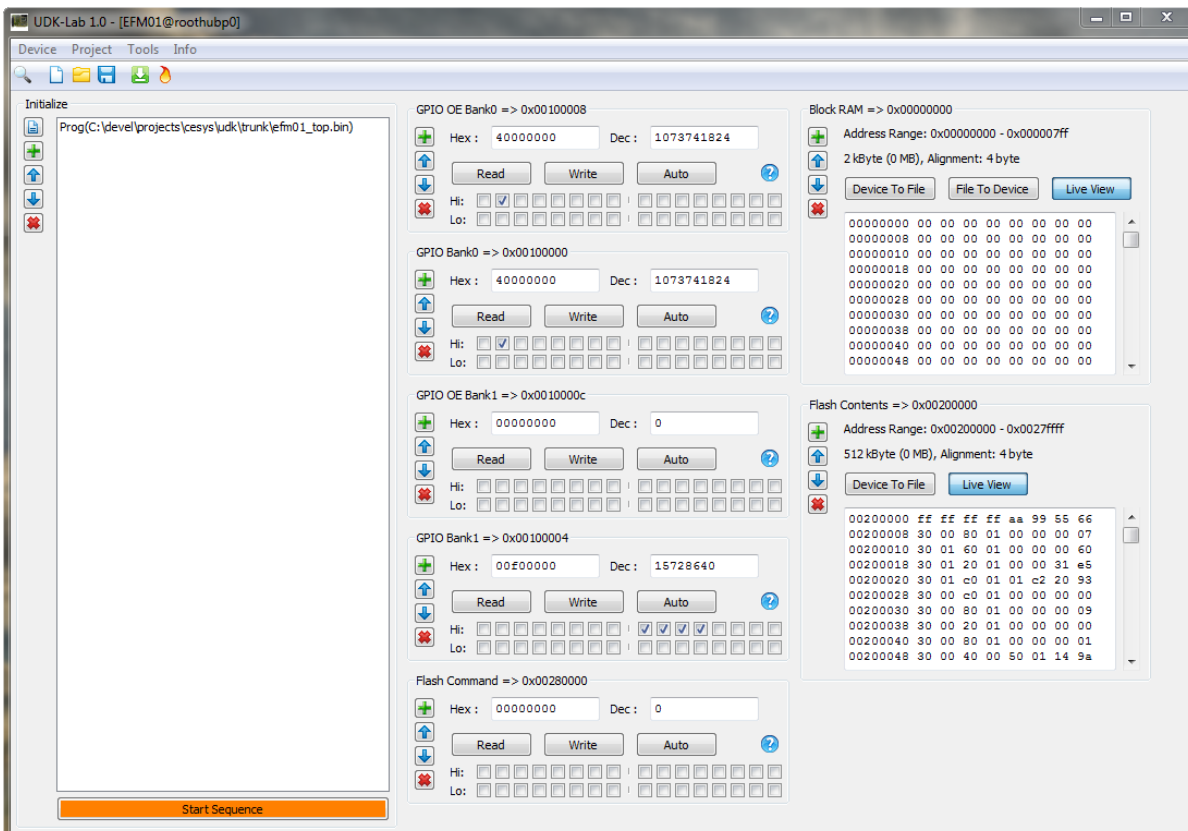 UDK-Lab 1.0 - [EFM01@roothubp0]
Device Project Tools Info
Initialize
Prog(C:\devel\projects\cesys\udk\trunk\efm01_top.bin)
Start Sequence
GPIO OE Bank0 => 0x00100008
Hex : 40000000 Dec : 1073741824
Read Write Auto
Hi:
Lo:
GPIO Bank0 => 0x00100000
Hex : 40000000 Dec : 1073741824
Read Write Auto
Hi:
Lo:
GPIO OE Bank1 => 0x0010000c
Hex : 00000000 Dec : 0
Read Write Auto
Hi:
Lo:
GPIO Bank1 => 0x00100004
Hex : 00f00000 Dec : 15728640
Read Write Auto
Hi:
Lo:
Flash Command => 0x00280000
Hex : 00000000 Dec : 0
Read Write Auto
Hi:
Lo:
Block RAM => 0x00000000
Address Range: 0x00000000 - 0x000007ff
2 kByte (0 MB), Alignment: 4 byte
Device To File File To Device Live View
00000000 00 00 00 00 00 00 00 00
00000008 00 00 00 00 00 00 00 00
00000010 00 00 00 00 00 00 00 00
00000018 00 00 00 00 00 00 00 00
00000020 00 00 00 00 00 00 00 00
00000028 00 00 00 00 00 00 00 00
00000030 00 00 00 00 00 00 00 00
00000038 00 00 00 00 00 00 00 00
00000040 00 00 00 00 00 00 00 00
00000048 00 00 00 00 00 00 00 00
Flash Contents => 0x00200000
Address Range: 0x00200000 - 0x0027ffff
512 kByte (0 MB), Alignment: 4 byte
Device To File Live View
00200000 ff ff ff ff aa 99 55 66
00200008 30 00 80 01 00 00 00 07
00200010 30 01 60 01 00 00 00 60
00200018 30 01 20 01 00 00 31 e5
00200020 30 01 c0 01 01 c2 20 93
00200028 30 00 c0 01 00 00 00 00
00200030 30 00 80 01 00 00 00 09
00200038 30 00 20 01 00 00 00 00
00200040 30 00 80 01 00 00 00 01
00200048 30 00 40 00 50 01 14 9a